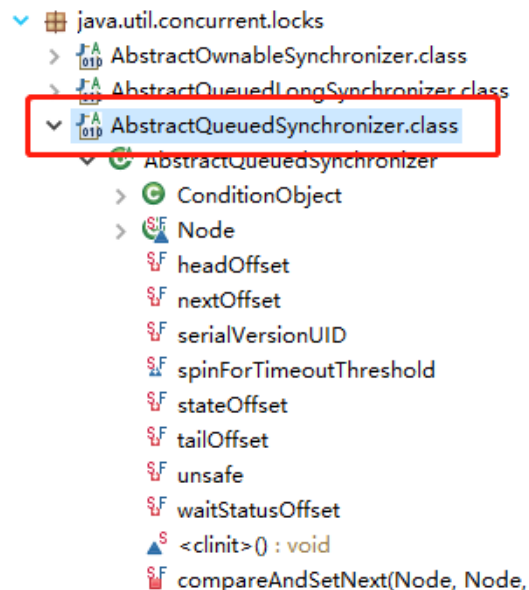 java.util.concurrent.locks
AbstractOwnableSynchronizer.class
AbstractQueuedLongSynchronizer.class
AbstractQueuedSynchronizer.class
AbstractQueuedSynchronizer
ConditionObject
Node
headOffset
nextOffset
serialVersionUID
spinForTimeoutThreshold
stateOffset
tailOffset
unsafe
waitStatusOffset
<clinit>() : void
compareAndSetNext(Node, Node,